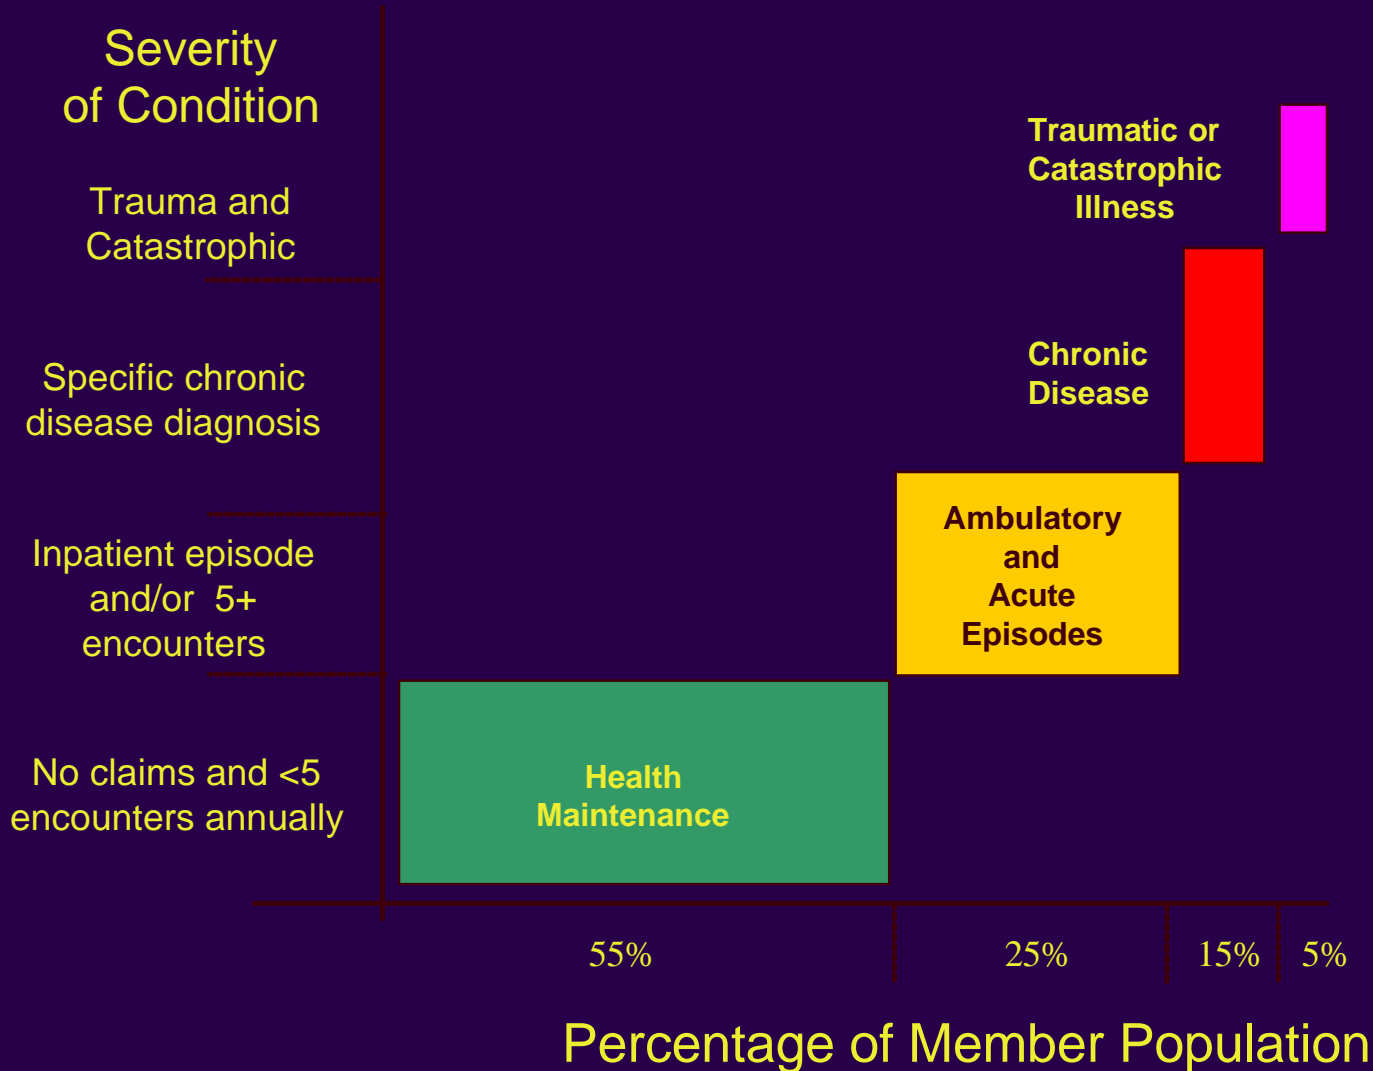 Severity
of Condition
Trauma and
Catastrophic
Specific chronic
disease diagnosis
Inpatient episode
and/or 5+
encounters
No claims and <5
encounters annually
Traumatic or
Catastrophic
Illness
Chronic
Disease
Ambulatory
and
Acute
Episodes
Health
Maintenance
55%
25%
15%
5%
Percentage of Member Population